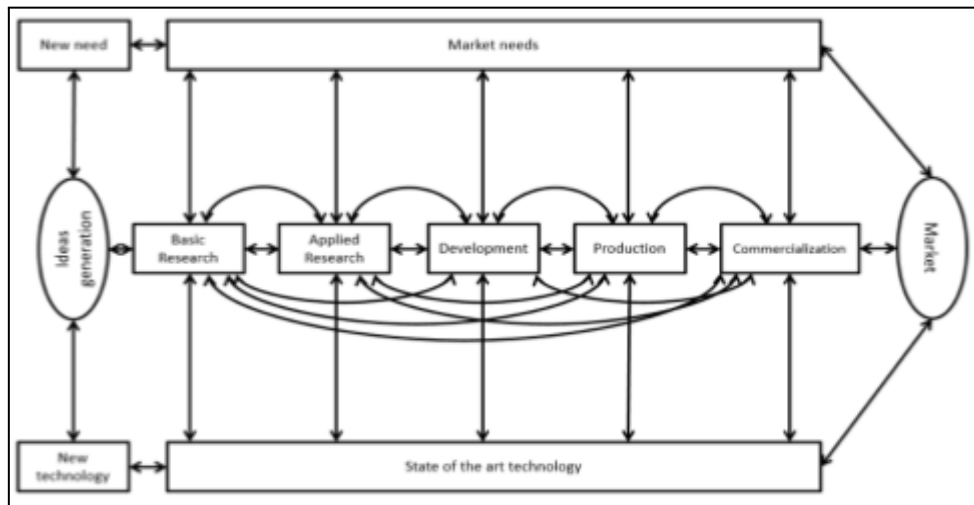 New need
Market needs
Ideas
generation
Basic
Research
Applied
Research
Development
Production
Commercialization
Market
New
technology
State of the art technology